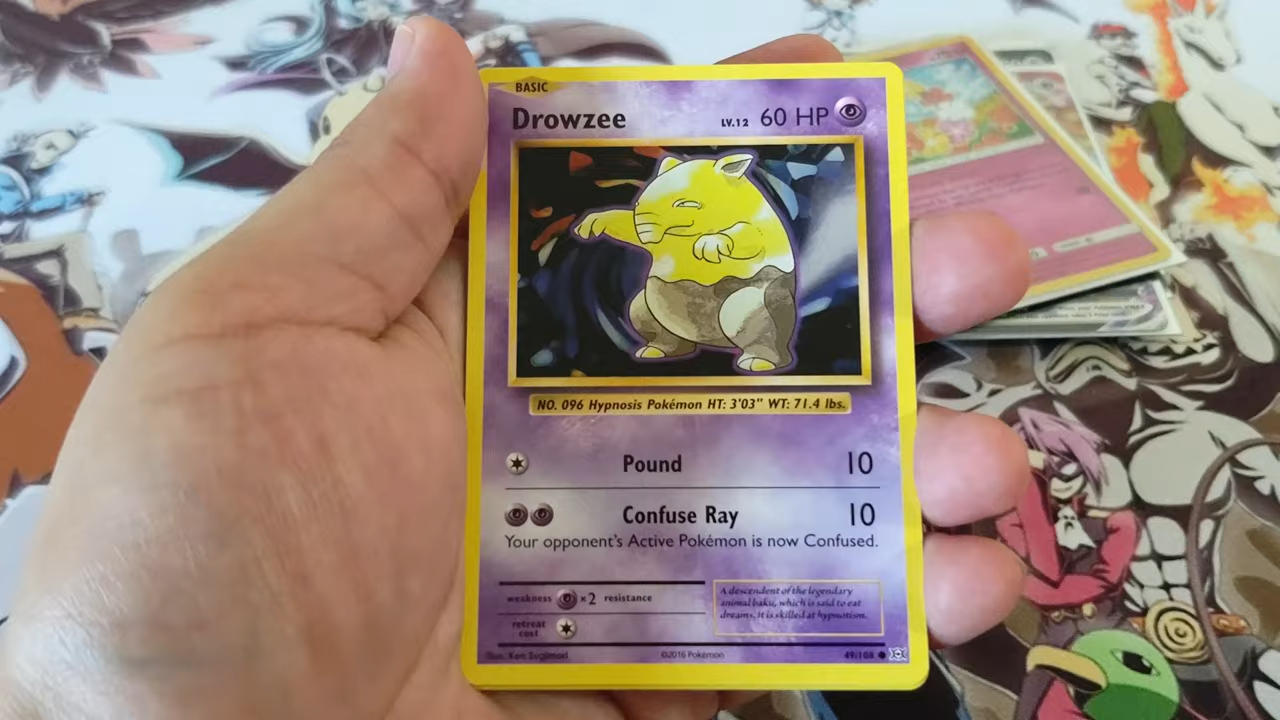 BASIC
Drowzee LV.12 60 HP
NO. 096 Hypnosis Pokémon HT: 3'03" WT: 71.4 lbs.
Pound 10
Confuse Ray 10
Your opponent's Active Pokémon is now Confused.
weakness ×2 resistance
retreat
cost
A descendent of the legendary
animal baku, which is said to eat
dreams. It is skilled at hypnotism.
Illus. Ken Sugimori ©2016 Pokémon 49/108